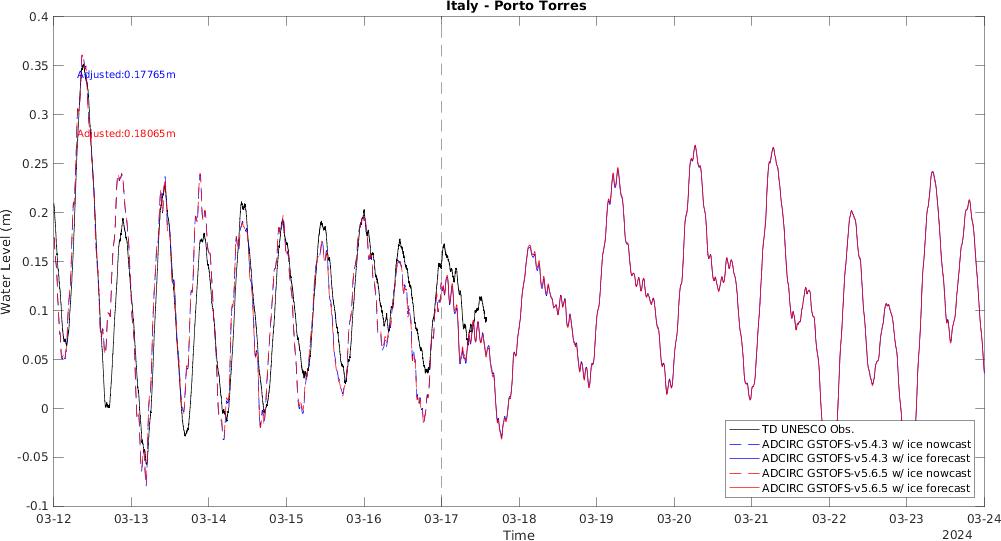 Italy - Porto Torres
0.4
0.35
0.3
0.25
0.2
0.15
0.1
0.05
0
-0.05
-0.1
Water Level (m)
Adjusted:0.17765m
Adjusted:0.18065m
TD UNESCO Obs.
ADCIRC GSTOFS-v5.4.3 w/ ice nowcast
ADCIRC GSTOFS-v5.4.3 w/ ice forecast
ADCIRC GSTOFS-v5.6.5 w/ ice nowcast
ADCIRC GSTOFS-v5.6.5 w/ ice forecast
03-12 03-13 03-14 03-15 03-16 03-17 03-18 03-19 03-20 03-21 03-22 03-23 03-24
Time
2024